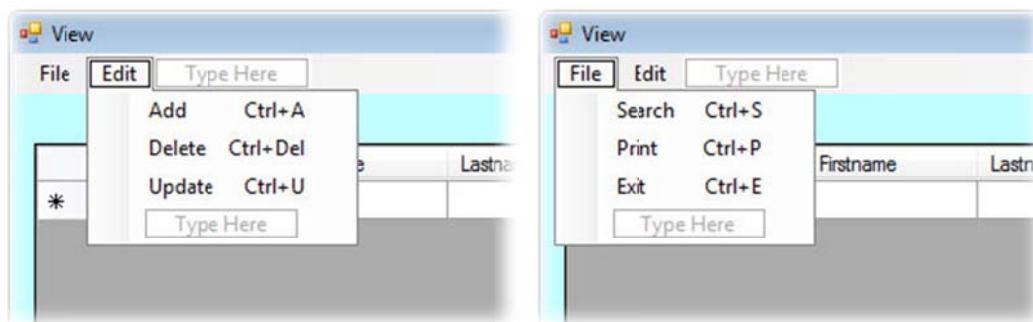 View
File Edit Type Here
Add Ctrl+A
Delete Ctrl+Del
Update Ctrl+U
Type Here
e Lastna
*
View
File Edit Type Here
Search Ctrl+S
Print Ctrl+P
Exit Ctrl+E
Type Here
Firstname Lastn